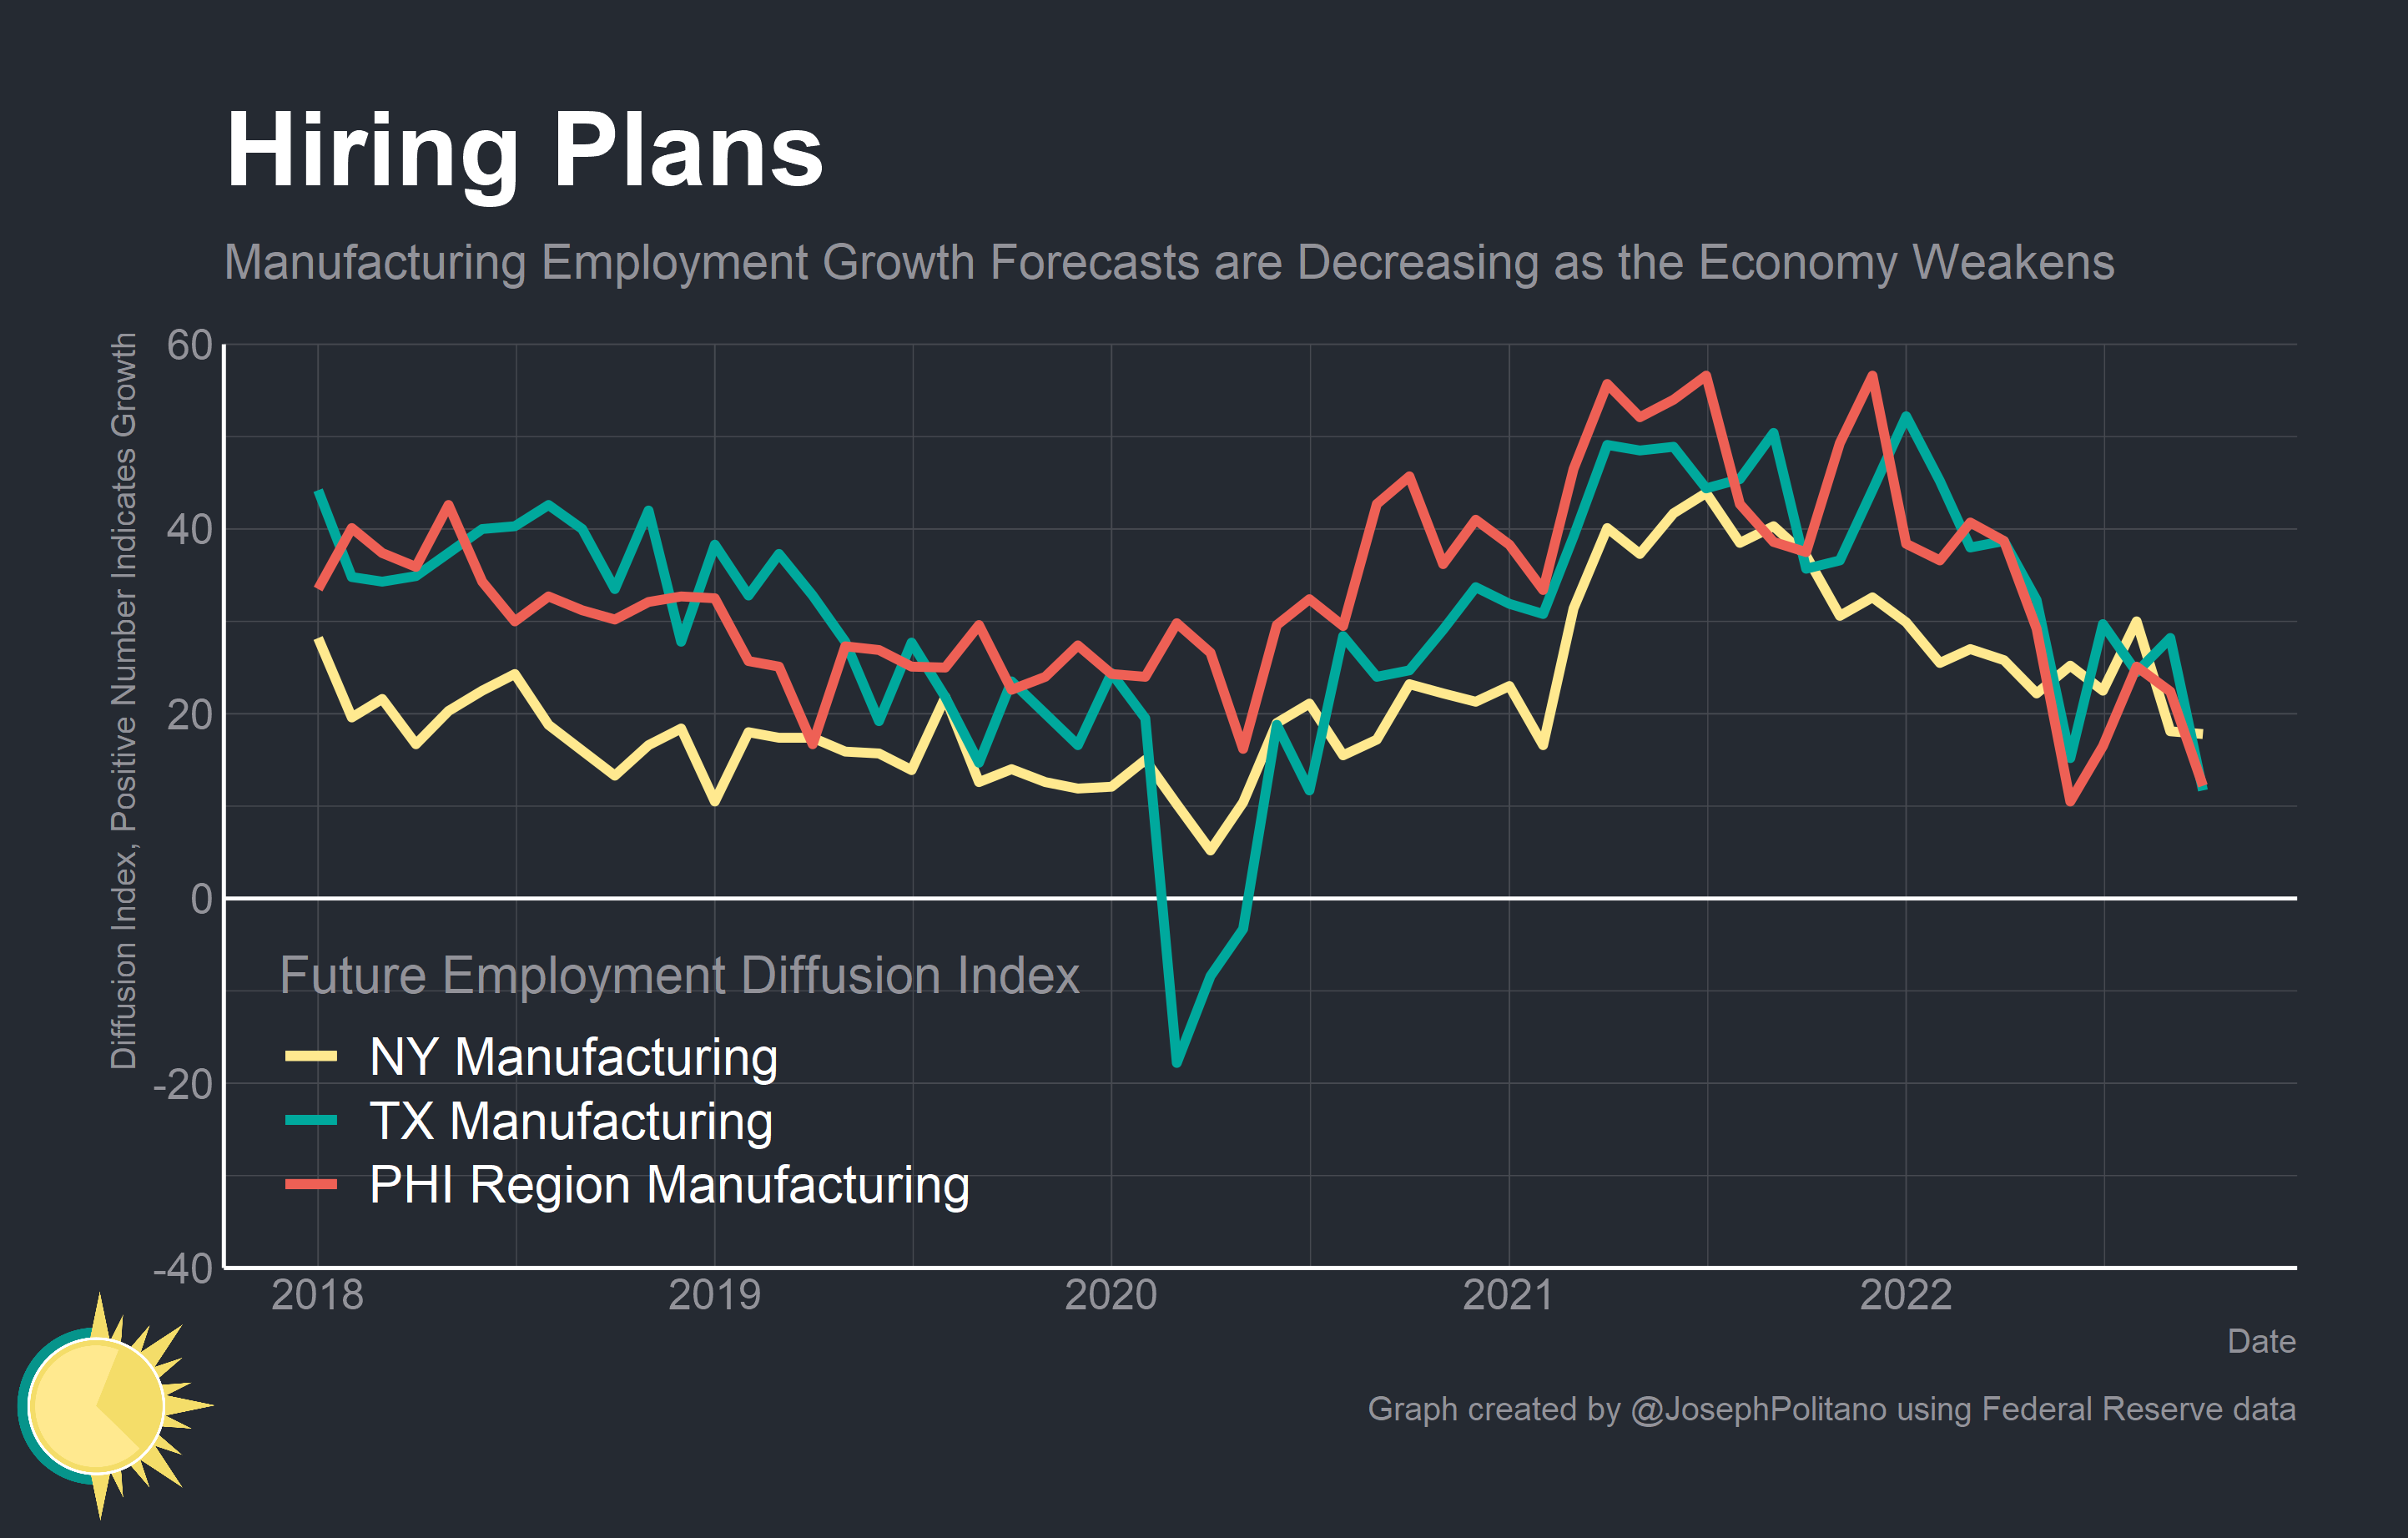 Hiring Plans
Manufacturing Employment Growth Forecasts are Decreasing as the Economy Weakens
Diffusion Index, Positive Number Indicates Growth
60
40
20
0
-20
-40
Future Employment Diffusion Index
NY Manufacturing
TX Manufacturing
PHI Region Manufacturing
2018 2019 2020 2021 2022
Date
Graph created by @JosephPolitano using Federal Reserve data